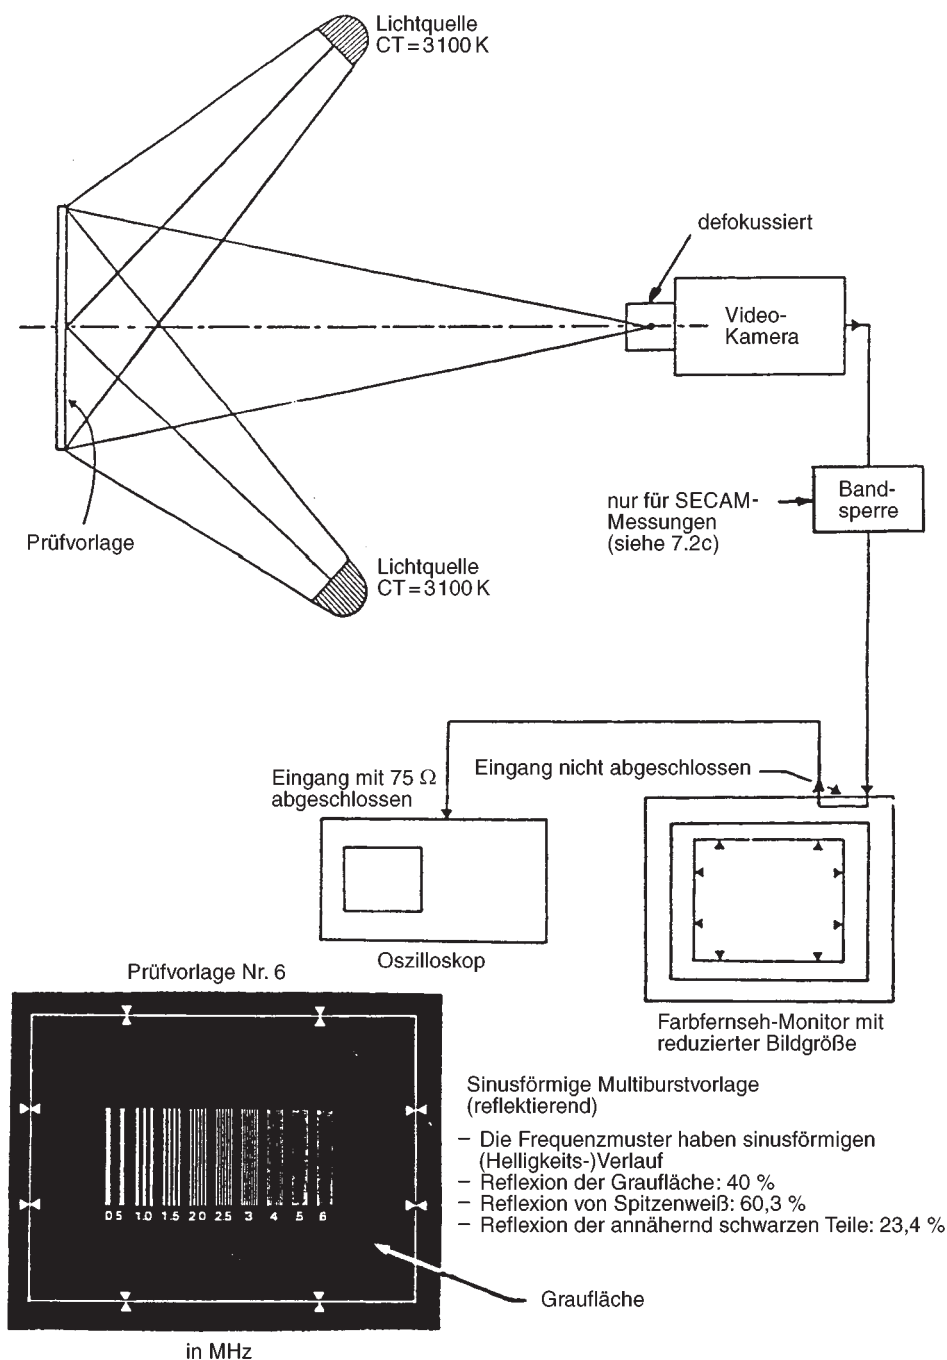 Lichtquelle
CT = 3100 K
defokussiert
Video-
Kamera
Prüfvorlage
nur für SECAM-
Messungen
(siehe 7.2c)
Band-
sperre
Lichtquelle
CT = 3100 K
Eingang mit 75 Ω
abgeschlossen
Eingang nicht abgeschlossen
Oszilloskop
Farbfernseh-Monitor mit
reduzierter Bildgröße
Prüfvorlage Nr. 6
0 5 1.0 1.5 2 0 2.5 3 4 5 6
Sinusförmige Multiburstvorlage
(reflektierend)
– Die Frequenzmuster haben sinusförmigen
(Helligkeits-)Verlauf
– Reflexion der Graufläche: 40 %
– Reflexion von Spitzenweiß: 60,3 %
– Reflexion der annähernd schwarzen Teile: 23,4 %
Graufläche
in MHz